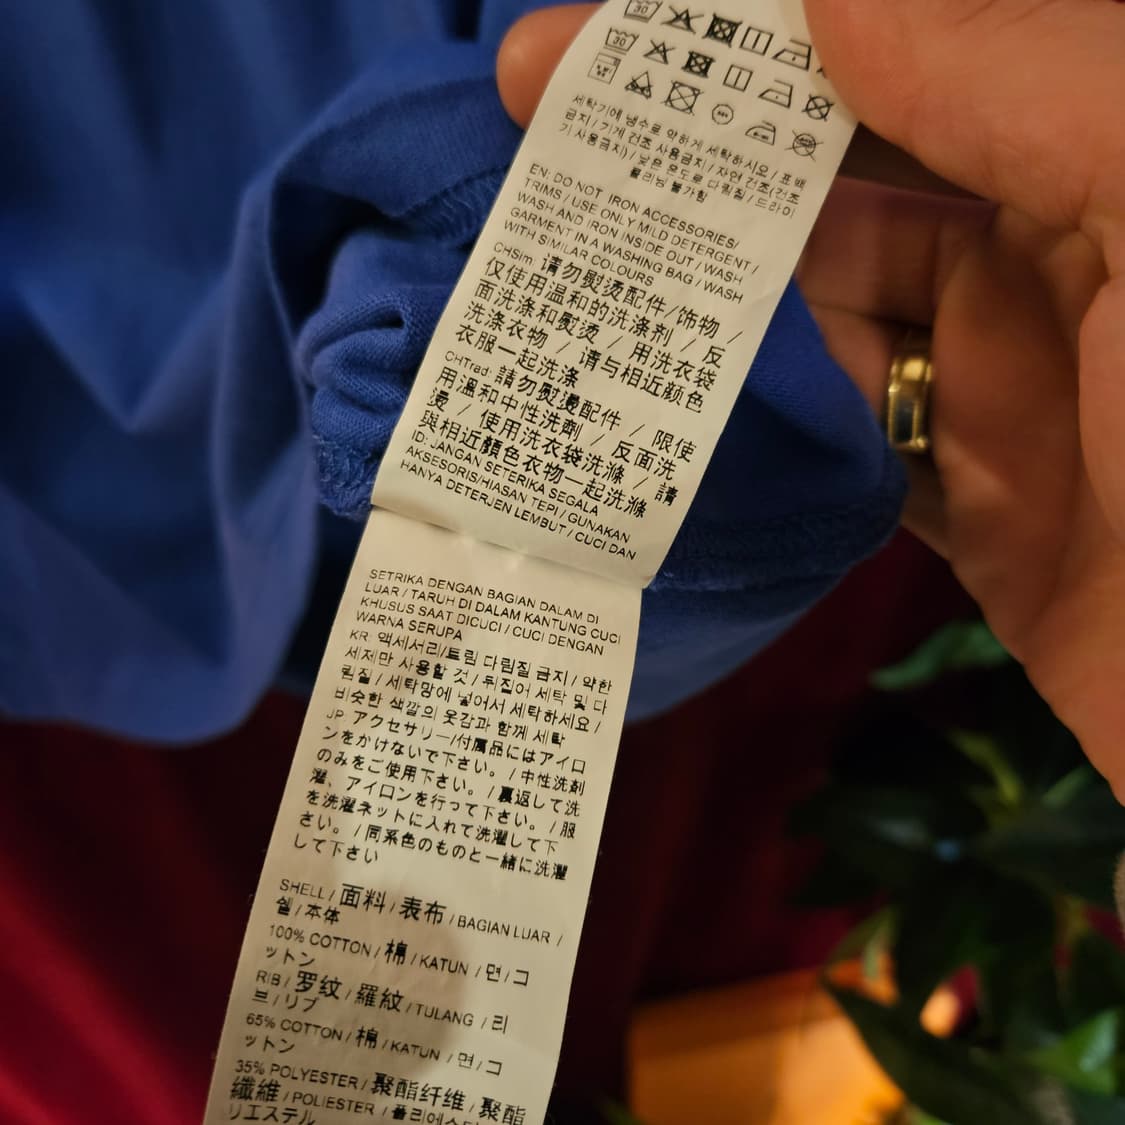 30
30
세탁기에 냉수로 약하게 세탁하시오 / 표백
금지 / 기계 건조 사용금지 / 자연 건조(건조
기 사용금지) / 낮은 온도로 다림질 / 드라이
클리닝 불가함
EN: DO NOT IRON ACCESSORIES/
TRIMS / USE ONLY MILD DETERGENT /
WASH AND IRON INSIDE OUT / WASH
GARMENT IN A WASHING BAG / WASH
WITH SIMILAR COLOURS
CHSim: 请勿熨烫配件/饰物 /
仅使用温和的洗涤剂 / 反
面洗涤和熨烫 / 用洗衣袋
洗涤衣物 / 请与相近颜色
衣服一起洗涤
CHTrad: 請勿熨燙配件 / 限使
用溫和中性洗劑 / 反面洗
燙 / 使用洗衣袋洗滌 / 請
與相近顏色衣物一起洗滌
ID: JANGAN SETERIKA SEGALA
AKSESORIS/HIASAN TEPI / GUNAKAN
HANYA DETERJEN LEMBUT / CUCI DAN
SETRIKA DENGAN BAGIAN DALAM DI
LUAR / TARUH DI DALAM KANTUNG CUCI
KHUSUS SAAT DICUCI / CUCI DENGAN
WARNA SERUPA
KR: 액세서리/트림 다림질 금지 / 약한
세제만 사용할 것 / 뒤집어 세탁 및 다
림질 / 세탁망에 넣어서 세탁하세요 /
비슷한 색깔의 옷감과 함께 세탁
JP: アクセサリー/付属品にはアイロ
ンをかけないで下さい。 / 中性洗剤
のみをご使用下さい。 / 裏返して洗
濯、アイロンを行って下さい。 / 服
を洗濯ネットに入れて洗濯して下
さい。 / 同系色のものと一緒に洗濯
して下さい
SHELL / 面料 / 表布 / BAGIAN LUAR /
쉘 / 本体
100% COTTON / 棉 / KATUN / 면 / コ
ットン
RIB / 罗纹 / 羅紋 / TULANG / 리
브 / リブ
65% COTTON / 棉 / KATUN / 면 / コ
ットン
35% POLYESTER / 聚酯纤维 / 聚酯
纖維 / POLIESTER / 폴리에스터
リエステル